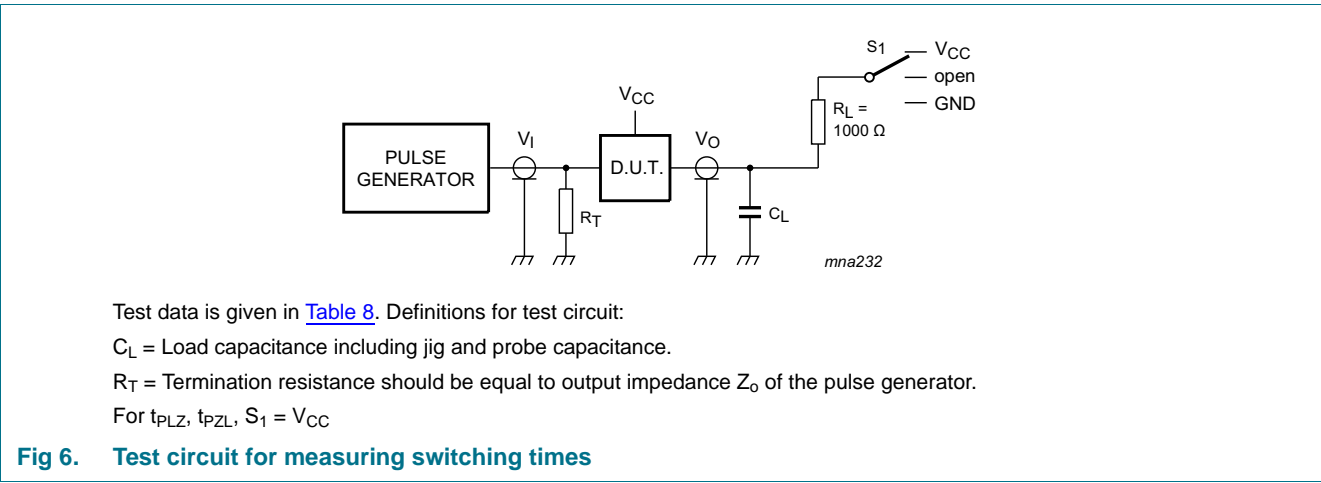 S1
VCC
open
GND
VCC
RL =
1000 Ω
VI
VO
PULSE
GENERATOR
D.U.T.
RT
CL
mna232
Test data is given in Table 8. Definitions for test circuit:
CL = Load capacitance including jig and probe capacitance.
RT = Termination resistance should be equal to output impedance Zo of the pulse generator.
For tPLZ, tPZL, S1 = VCC
Fig 6. Test circuit for measuring switching times